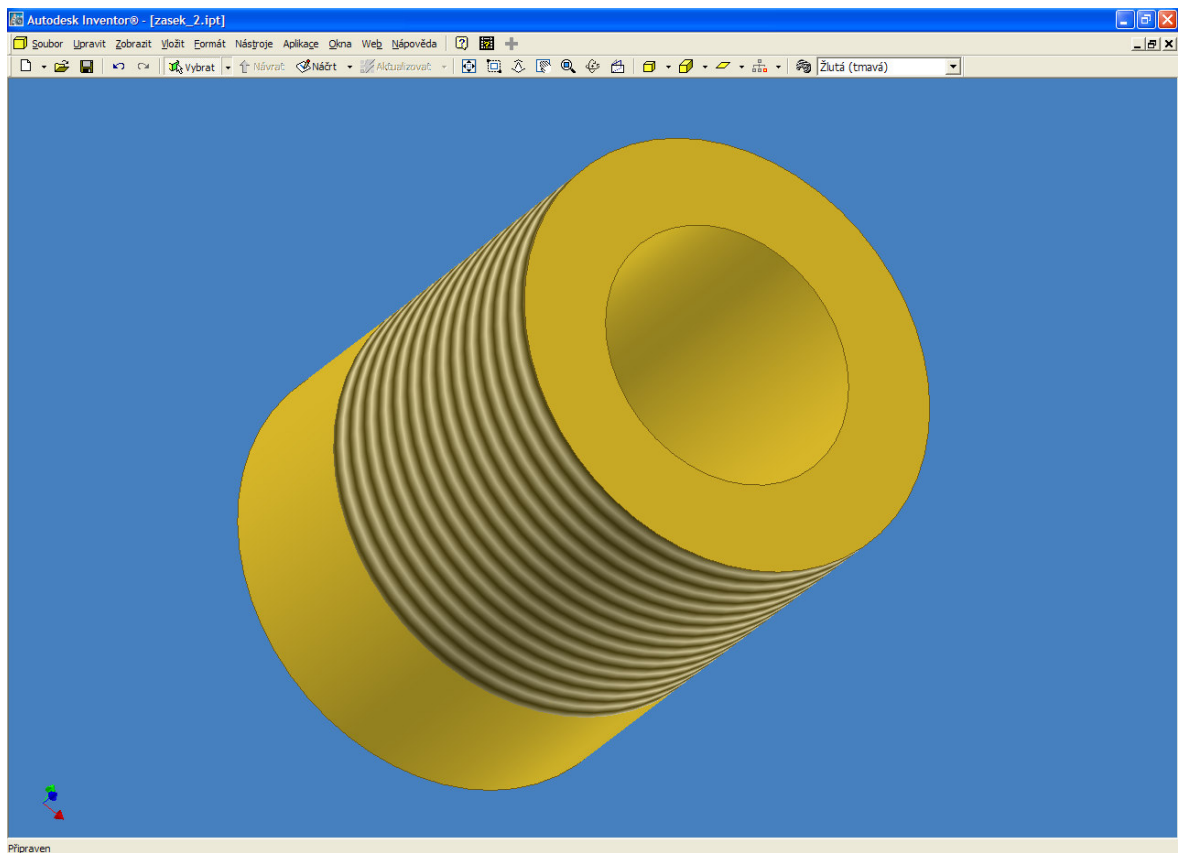 Autodesk Inventor® - [zasek_2.ipt]
Soubor Upravit Zobrazit Vložit Formát Nástroje Aplikace Okna Web Nápověda
Vybrat Návrat Náčrt Aktualizovat Žlutá (tmavá)
Připraven